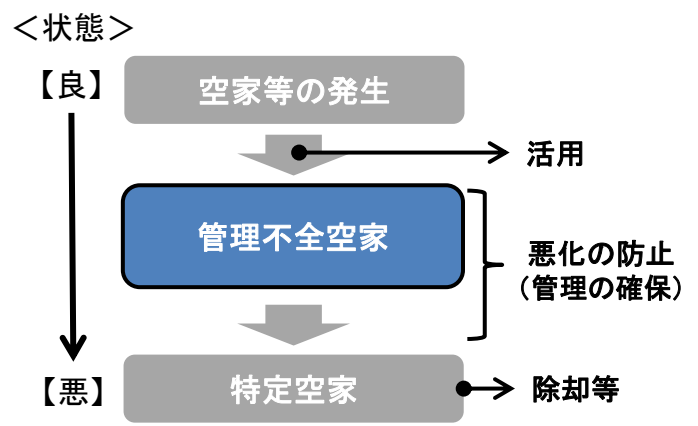 ＜状態＞
【良】
空家等の発生
活用
管理不全空家
悪化の防止
（管理の確保）
【悪】
特定空家
除却等